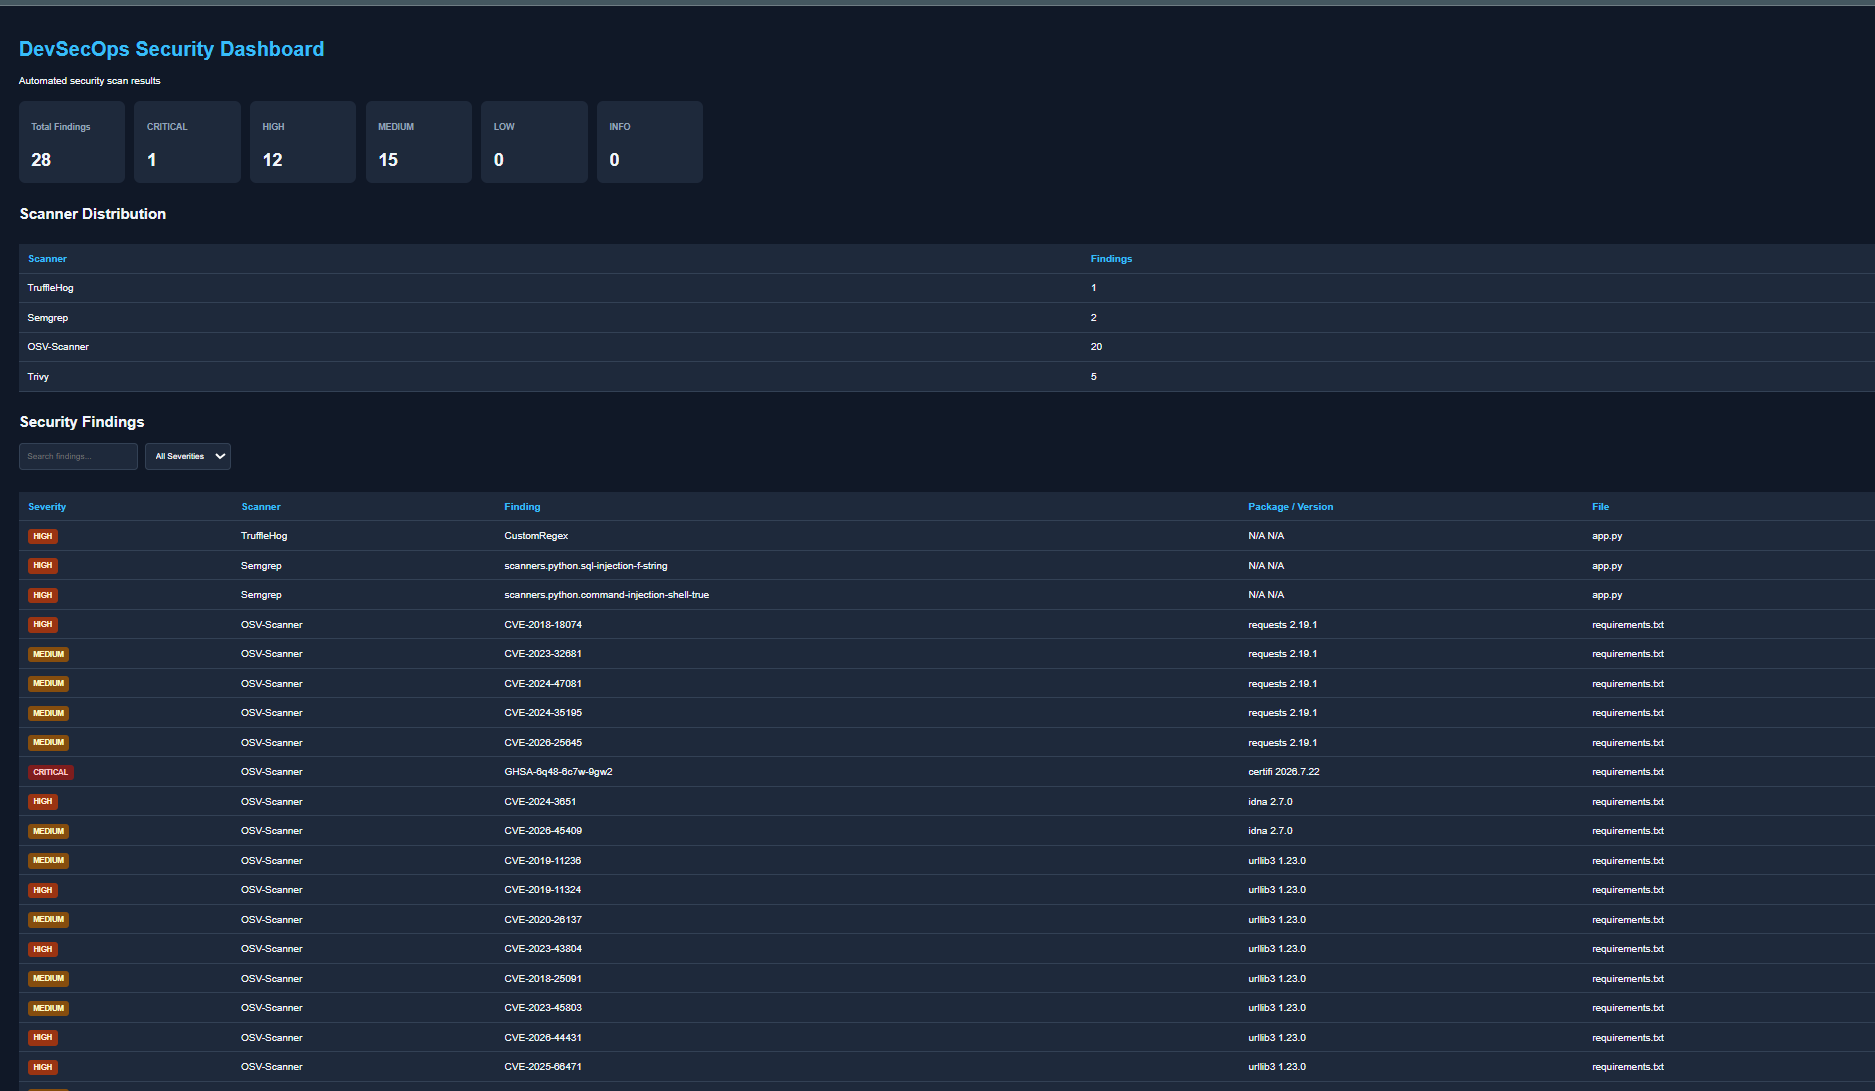 DevSecOps Security Dashboard
Automated security scan results
Total Findings CRITICAL HIGH MEDIUM LOW INFO
28 1 12 15 0 0
Scanner Distribution
Scanner Findings
TruffleHog 1
Semgrep 2
OSV-Scanner 20
Trivy 5
Security Findings
Search findings... All Severities
Severity Scanner Finding Package / Version File
HIGH TruffleHog CustomRegex N/A N/A app.py
HIGH Semgrep scanners.python.sql-injection-f-string N/A N/A app.py
HIGH Semgrep scanners.python.command-injection-shell-true N/A N/A app.py
HIGH OSV-Scanner CVE-2018-18074 requests 2.19.1 requirements.txt
MEDIUM OSV-Scanner CVE-2023-32681 requests 2.19.1 requirements.txt
MEDIUM OSV-Scanner CVE-2024-47081 requests 2.19.1 requirements.txt
MEDIUM OSV-Scanner CVE-2024-35195 requests 2.19.1 requirements.txt
MEDIUM OSV-Scanner CVE-2026-25645 requests 2.19.1 requirements.txt
CRITICAL OSV-Scanner GHSA-6q48-6c7w-9gw2 certifi 2026.7.22 requirements.txt
HIGH OSV-Scanner CVE-2024-3651 idna 2.7.0 requirements.txt
MEDIUM OSV-Scanner CVE-2026-45409 idna 2.7.0 requirements.txt
MEDIUM OSV-Scanner CVE-2019-11236 urllib3 1.23.0 requirements.txt
HIGH OSV-Scanner CVE-2019-11324 urllib3 1.23.0 requirements.txt
MEDIUM OSV-Scanner CVE-2020-26137 urllib3 1.23.0 requirements.txt
HIGH OSV-Scanner CVE-2023-43804 urllib3 1.23.0 requirements.txt
MEDIUM OSV-Scanner CVE-2018-25091 urllib3 1.23.0 requirements.txt
MEDIUM OSV-Scanner CVE-2023-45803 urllib3 1.23.0 requirements.txt
HIGH OSV-Scanner CVE-2026-44431 urllib3 1.23.0 requirements.txt
HIGH OSV-Scanner CVE-2025-66471 urllib3 1.23.0 requirements.txt